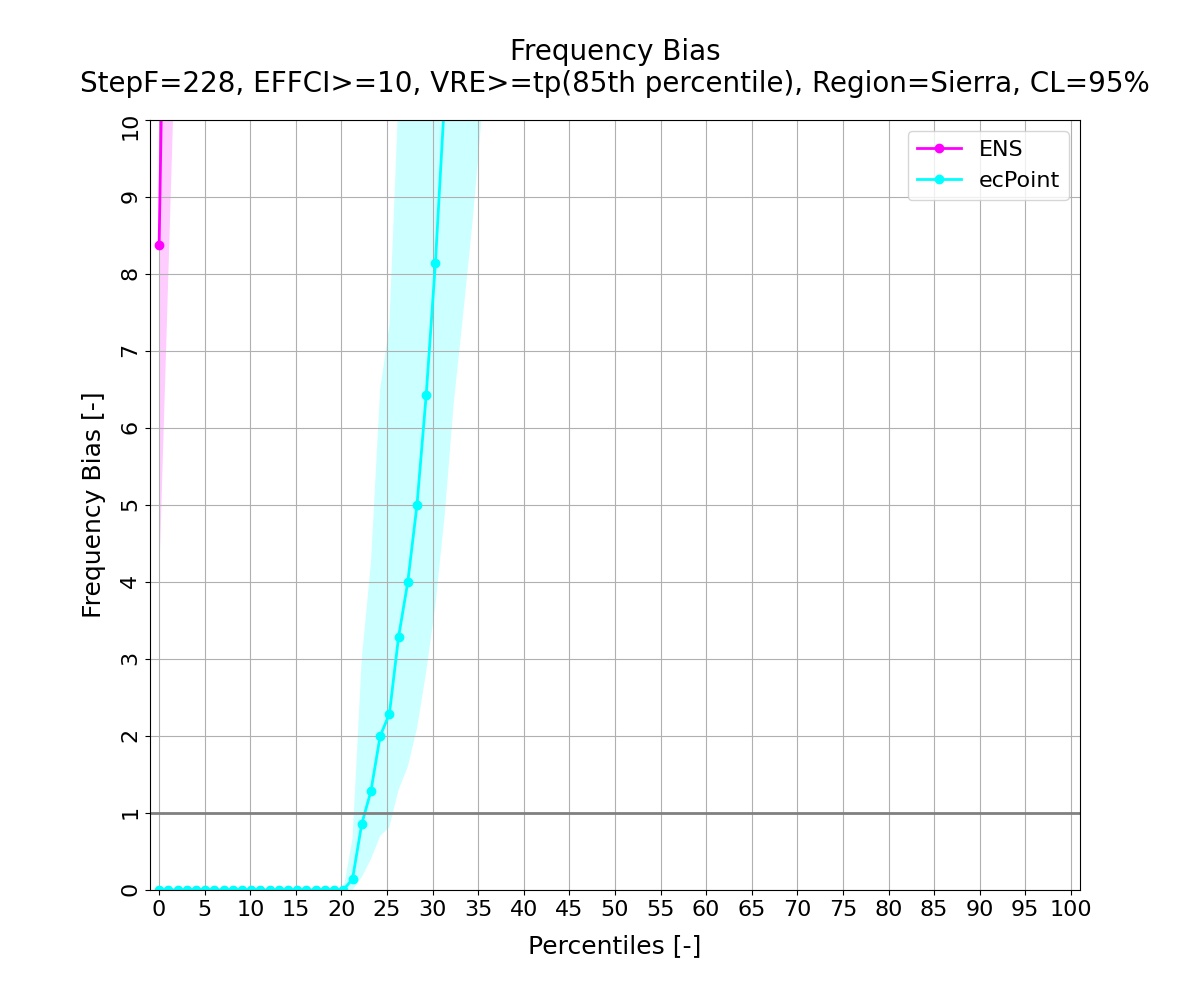 Frequency Bias
StepF=228, EFFCI>=10, VRE>=tp(85th percentile), Region=Sierra, CL=95%
ENS
ecPoint
Frequency Bias [-]
10
9
8
7
6
5
4
3
2
1
0
0 5 10 15 20 25 30 35 40 45 50 55 60 65 70 75 80 85 90 95 100
Percentiles [-]